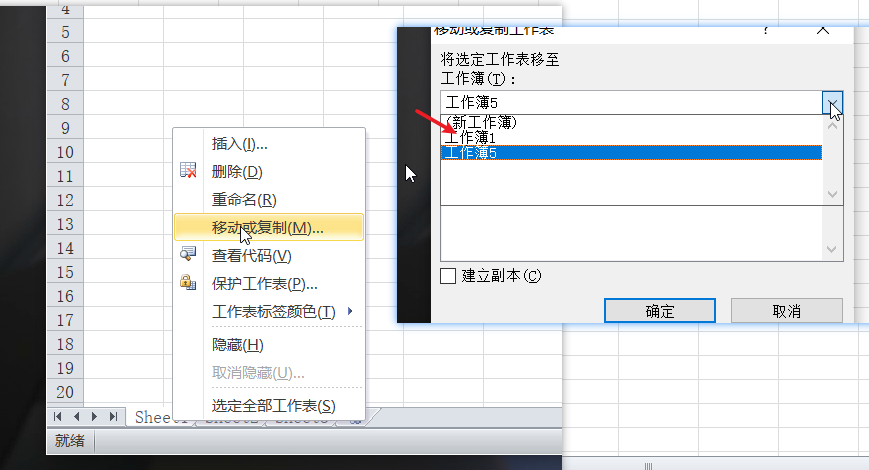 4
5
6
7
8
9
10
11
12
13
14
15
16
17
18
19
20
插入(I)...
删除(D)
重命名(R)
移动或复制(M)...
查看代码(V)
保护工作表(P)...
工作表标签颜色(T)
隐藏(H)
取消隐藏(U)...
选定全部工作表(S)
Sheet1
就绪
移动或复制工作表
?
将选定工作表移至
工作簿(T):
工作簿5
(新工作簿)
工作簿1
工作簿5
建立副本(C)
确定
取消